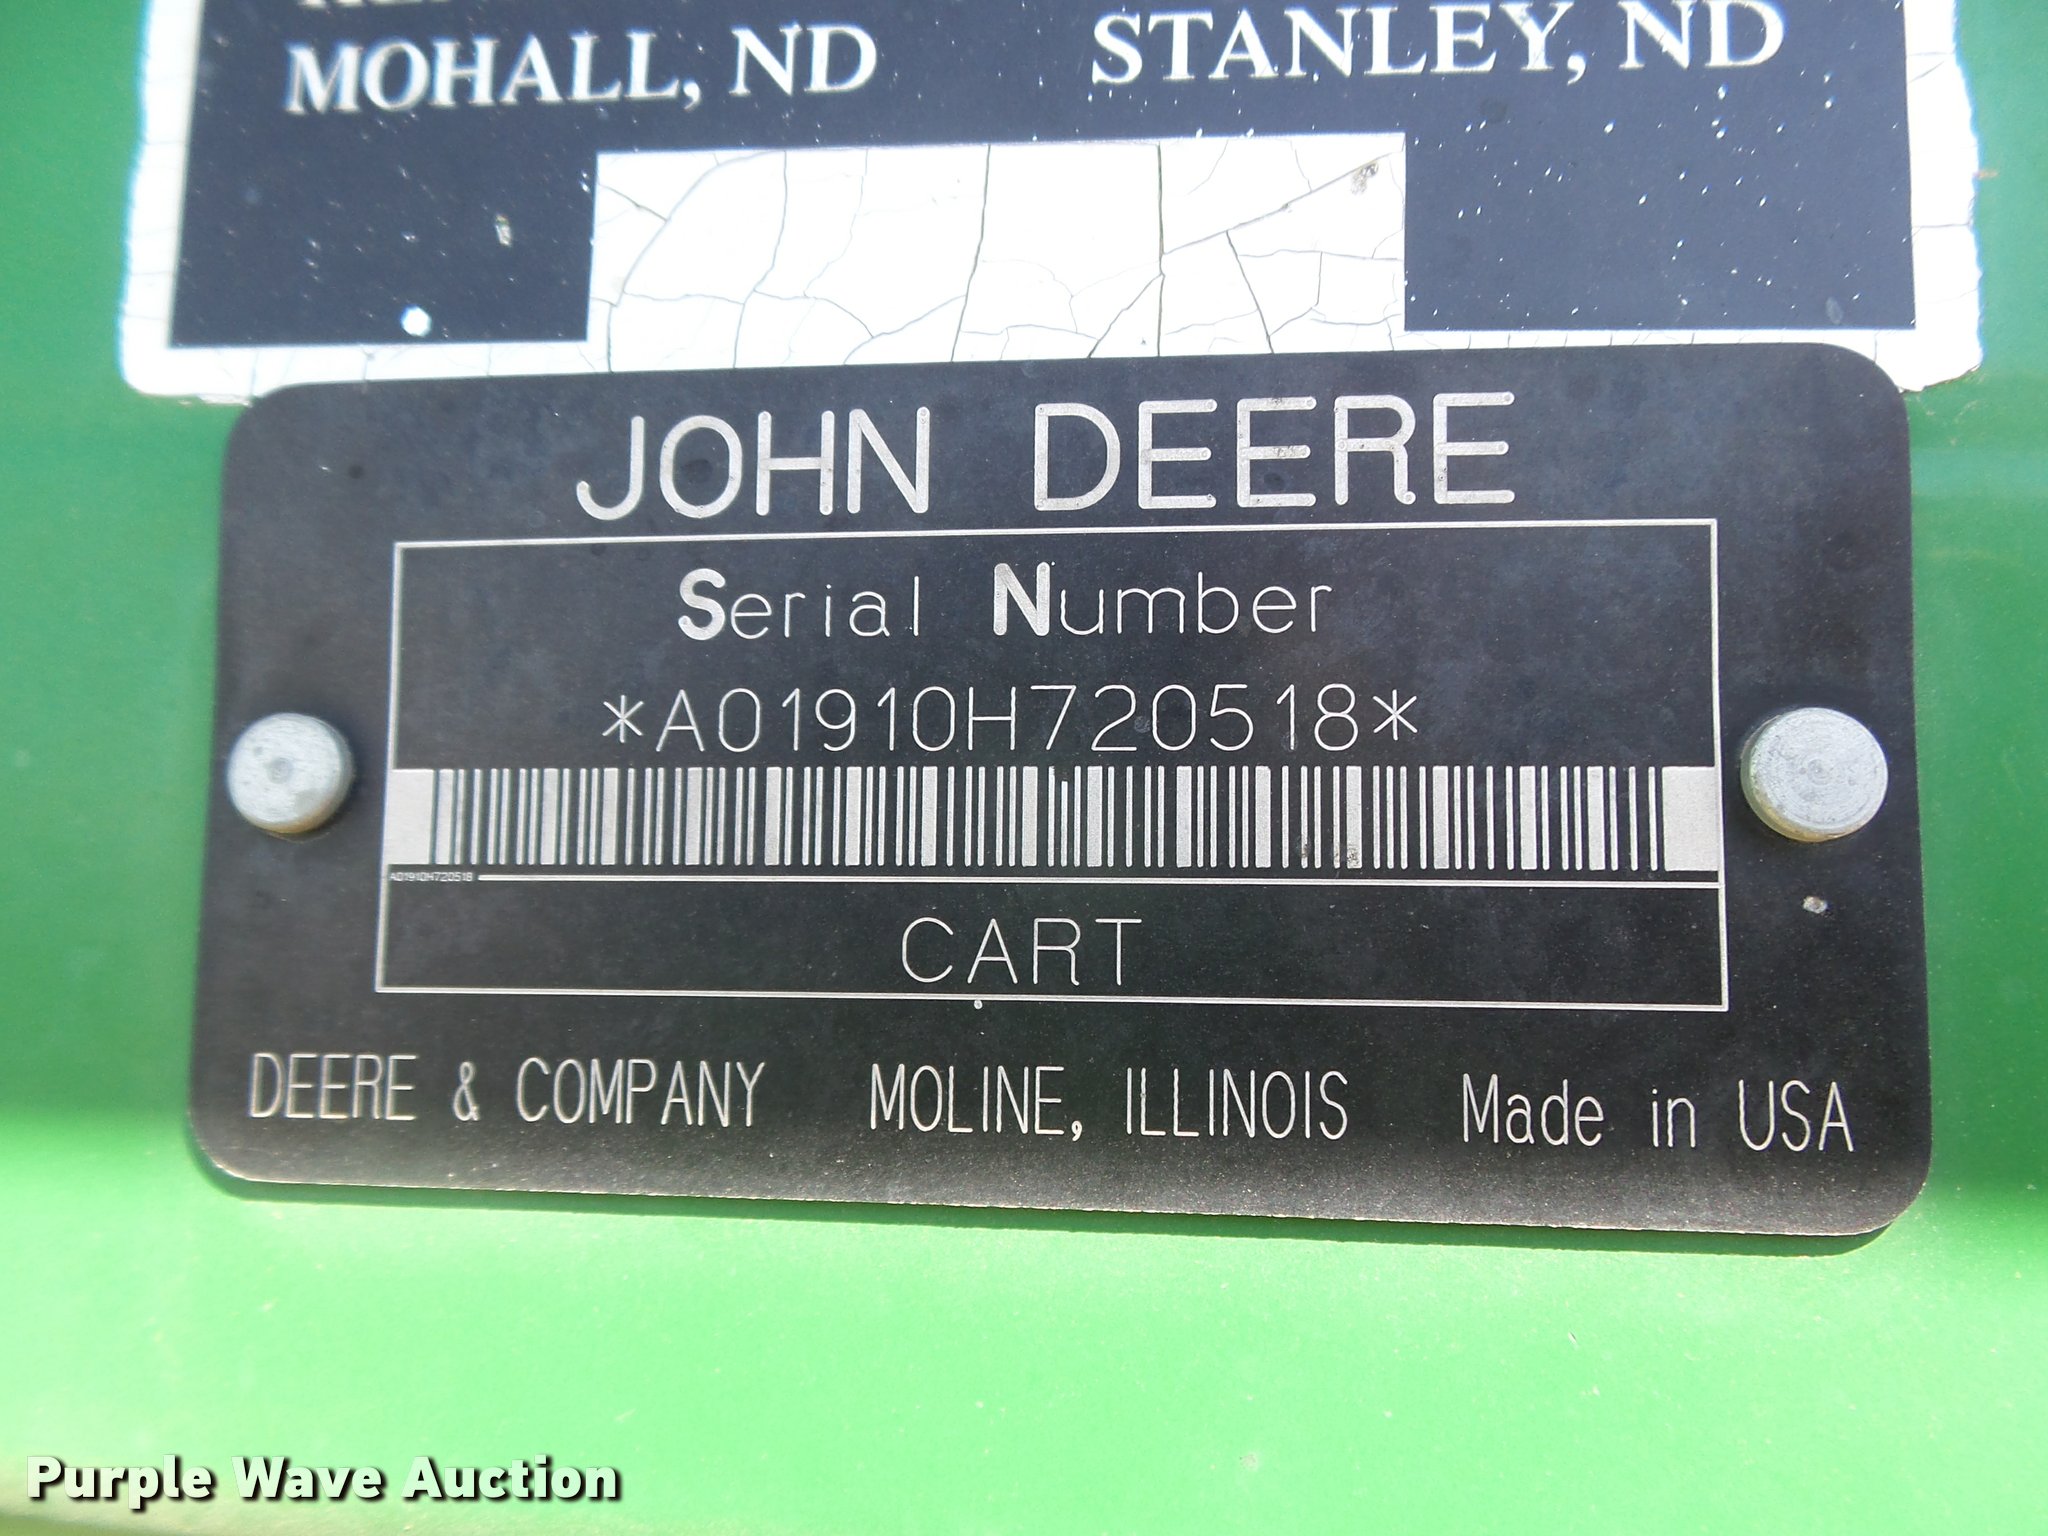 MOHALL, ND
STANLEY, ND
JOHN DEERE
Serial Number
*A01910H720518*
A01910H720518
CART
DEERE & COMPANY MOLINE, ILLINOIS Made in USA
Purple Wave Auction